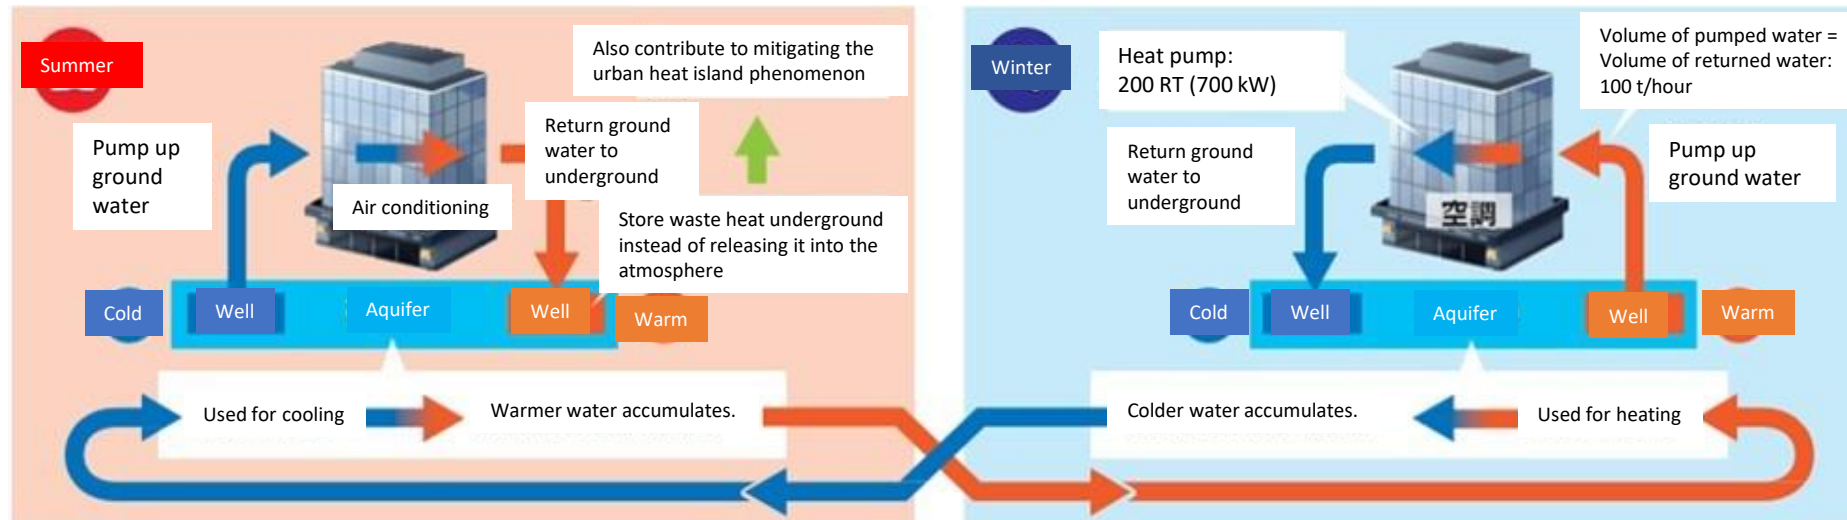 Summer
Also contribute to mitigating the
urban heat island phenomenon
Pump up
ground
water
Return ground
water to
underground
Air conditioning
Store waste heat underground
instead of releasing it into the
atmosphere
Cold
Well
Aquifer
Well
Warm
Used for cooling
Warmer water accumulates.
Winter
Heat pump:
200 RT (700 kW)
Volume of pumped water =
Volume of returned water:
100 t/hour
Return ground
water to
underground
Pump up
ground water
空調
Cold
Well
Aquifer
Well
Warm
Colder water accumulates.
Used for heating